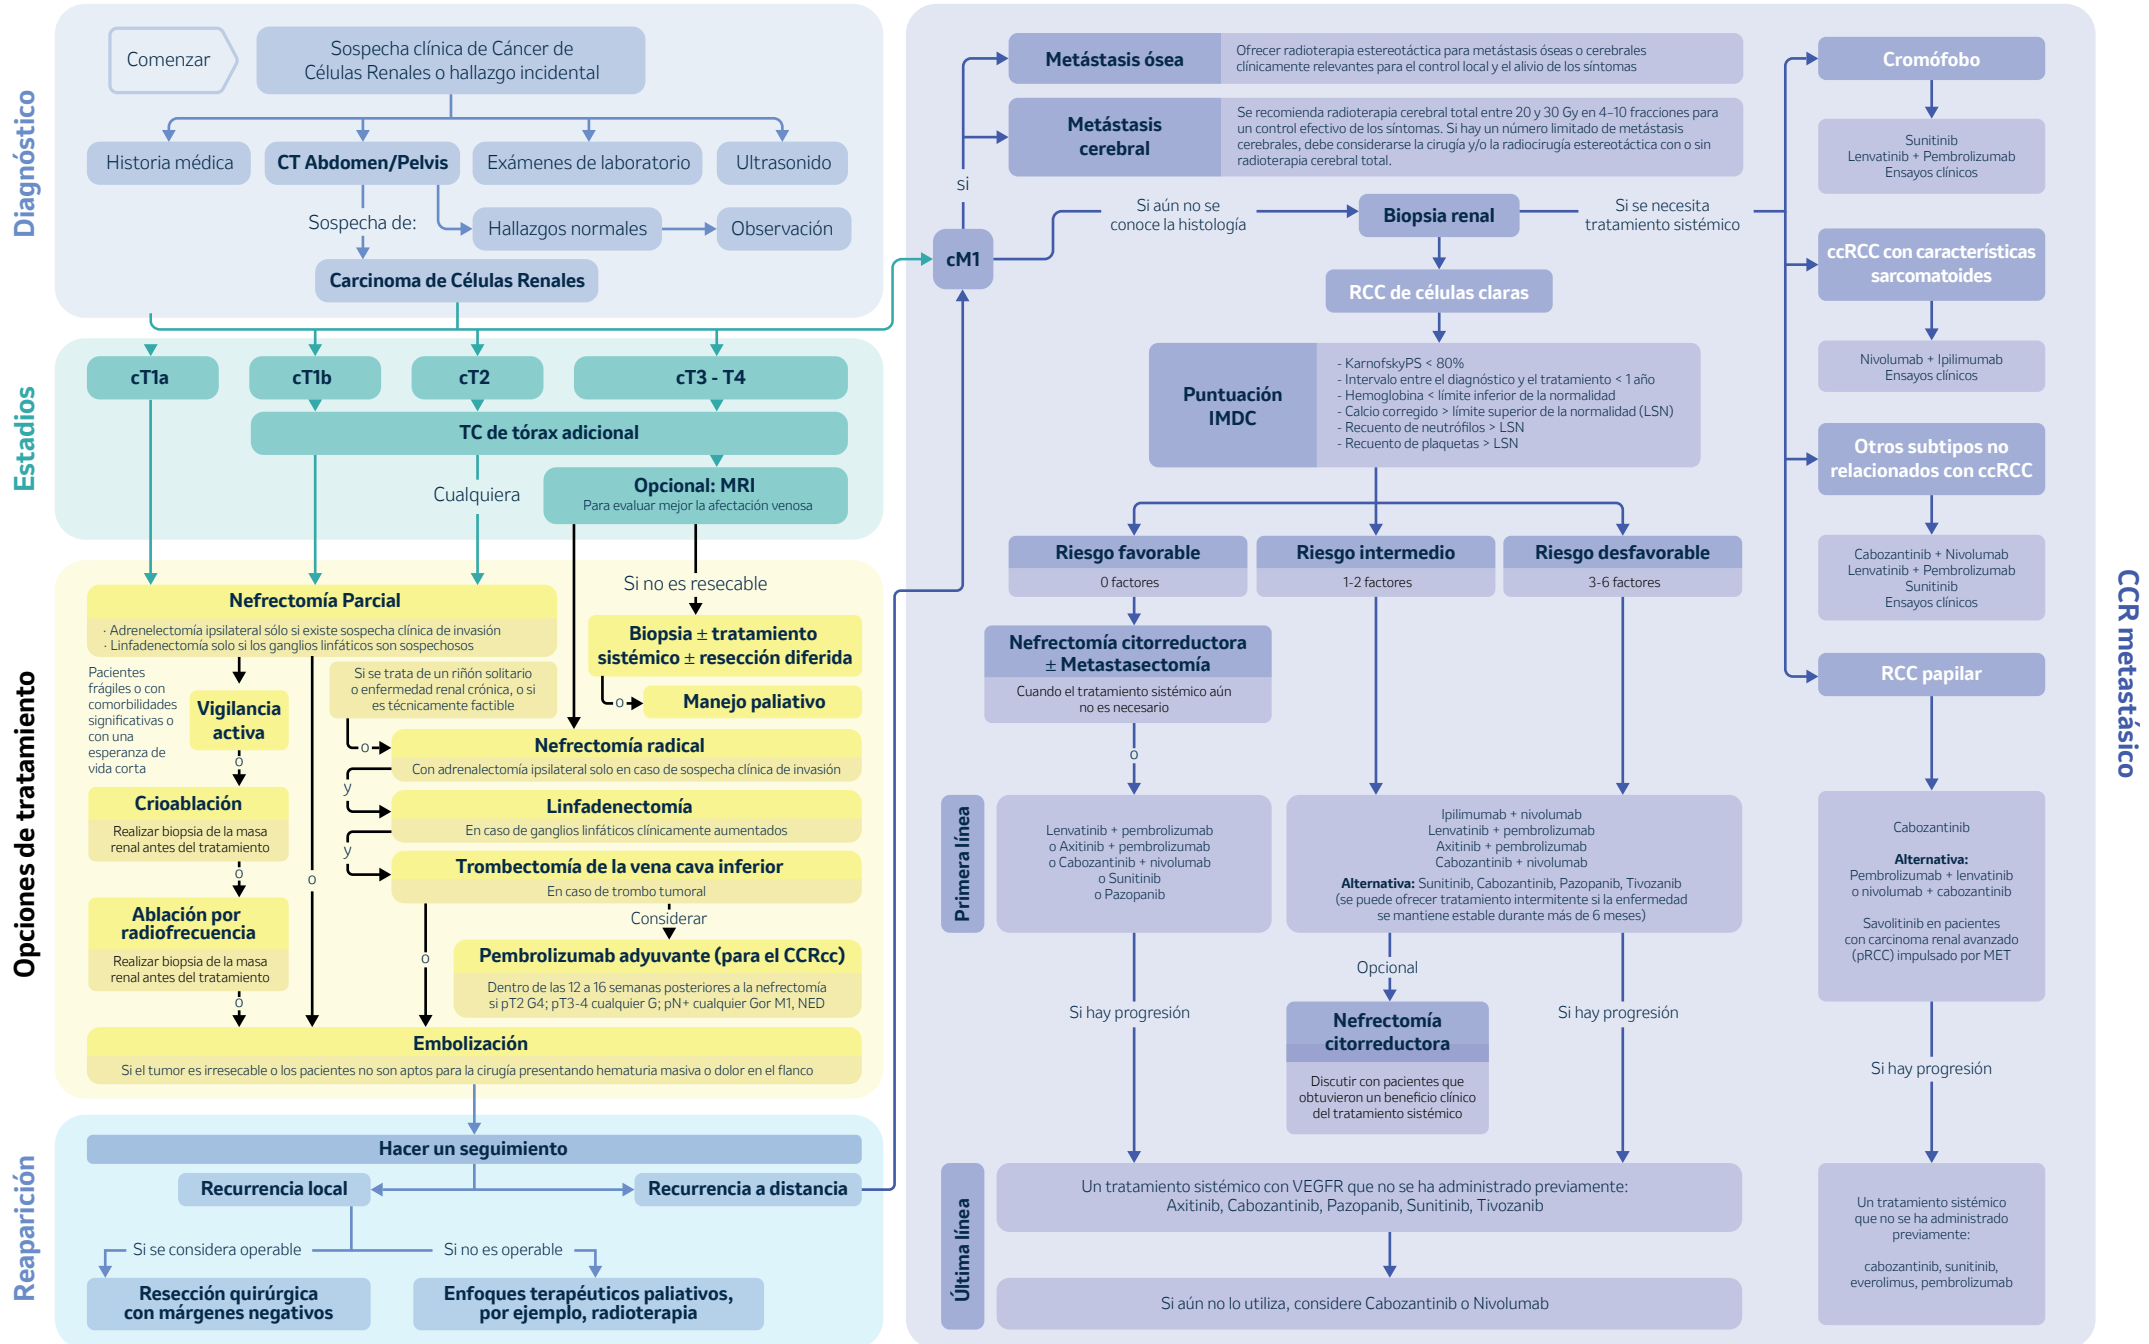 Diagnóstico
Comenzar
Sospecha clínica de Cáncer de
Células Renales o hallazgo incidental
Historia médica
CT Abdomen/Pelvis
Exámenes de laboratorio
Ultrasonido
Sospecha de:
Hallazgos normales
Observación
Carcinoma de Células Renales
Estadios
cT1a
cT1b
cT2
cT3 - T4
TC de tórax adicional
Cualquiera
Opcional: MRI
Para evaluar mejor la afectación venosa
Opciones de tratamiento
Nefrectomía Parcial
· Adrenelectomía ipsilateral sólo si existe sospecha clínica de invasión
· Linfadenectomía solo si los ganglios linfáticos son sospechosos
Si no es resecable
Biopsia ± tratamiento
sistémico ± resección diferida
o
Manejo paliativo
Pacientes
frágiles o con
comorbilidades
significativas o
con una
esperanza de
vida corta
Vigilancia
activa
o
Crioablación
Realizar biopsia de la masa
renal antes del tratamiento
o
Ablación por
radiofrecuencia
Realizar biopsia de la masa
renal antes del tratamiento
o
o
Si se trata de un riñón solitario
o enfermedad renal crónica, o si
es técnicamente factible
o
Nefrectomía radical
Con adrenalectomía ipsilateral solo en caso de sospecha clínica de invasión
y
Linfadenectomía
En caso de ganglios linfáticos clínicamente aumentados
y
Trombectomía de la vena cava inferior
En caso de trombo tumoral
Considerar
o
Pembrolizumab adyuvante (para el CCRcc)
Dentro de las 12 a 16 semanas posteriores a la nefrectomía
si pT2 G4; pT3-4 cualquier G; pN+ cualquier Gor M1, NED
Embolización
Si el tumor es irresecable o los pacientes no son aptos para la cirugía presentando hematuria masiva o dolor en el flanco
Reaparición
Hacer un seguimiento
Recurrencia local
Recurrencia a distancia
Si se considera operable
Si no es operable
Resección quirúrgica
con márgenes negativos
Enfoques terapéuticos paliativos,
por ejemplo, radioterapia
CCR metastásico
cM1
si
Metástasis ósea
Ofrecer radioterapia estereotáctica para metástasis óseas o cerebrales
clínicamente relevantes para el control local y el alivio de los síntomas
Metástasis
cerebral
Se recomienda radioterapia cerebral total entre 20 y 30 Gy en 4–10 fracciones para
un control efectivo de los síntomas. Si hay un número limitado de metástasis
cerebrales, debe considerarse la cirugía y/o la radiocirugía estereotáctica con o sin
radioterapia cerebral total.
Si aún no se
conoce la histología
Biopsia renal
Si se necesita
tratamiento sistémico
RCC de células claras
Puntuación
IMDC
- KarnofskyPS < 80%
- Intervalo entre el diagnóstico y el tratamiento < 1 año
- Hemoglobina < límite inferior de la normalidad
- Calcio corregido > límite superior de la normalidad (LSN)
- Recuento de neutrófilos > LSN
- Recuento de plaquetas > LSN
Riesgo favorable
0 factores
Riesgo intermedio
1-2 factores
Riesgo desfavorable
3-6 factores
Nefrectomía citorreductora
± Metastasectomía
Cuando el tratamiento sistémico aún
no es necesario
o
Primera línea
Lenvatinib + pembrolizumab
o Axitinib + pembrolizumab
o Cabozantinib + nivolumab
o Sunitinib
o Pazopanib
Ipilimumab + nivolumab
Lenvatinib + pembrolizumab
Axitinib + pembrolizumab
Cabozantinib + nivolumab
Alternativa: Sunitinib, Cabozantinib, Pazopanib, Tivozanib
(se puede ofrecer tratamiento intermitente si la enfermedad
se mantiene estable durante más de 6 meses)
Opcional
Si hay progresión
Nefrectomía
citorreductora
Discutir con pacientes que
obtuvieron un beneficio clínico
del tratamiento sistémico
Si hay progresión
Última línea
Un tratamiento sistémico con VEGFR que no se ha administrado previamente:
Axitinib, Cabozantinib, Pazopanib, Sunitinib, Tivozanib
Si aún no lo utiliza, considere Cabozantinib o Nivolumab
Cromófobo
Sunitinib
Lenvatinib + Pembrolizumab
Ensayos clínicos
ccRCC con características
sarcomatoides
Nivolumab + Ipilimumab
Ensayos clínicos
Otros subtipos no
relacionados con ccRCC
Cabozantinib + Nivolumab
Lenvatinib + Pembrolizumab
Sunitinib
Ensayos clínicos
RCC papilar
Cabozantinib
Alternativa:
Pembrolizumab + lenvatinib
o nivolumab + cabozantinib
Savolitinib en pacientes
con carcinoma renal avanzado
(pRCC) impulsado por MET
Si hay progresión
Un tratamiento sistémico
que no se ha administrado
previamente:
cabozantinib, sunitinib,
everolimus, pembrolizumab